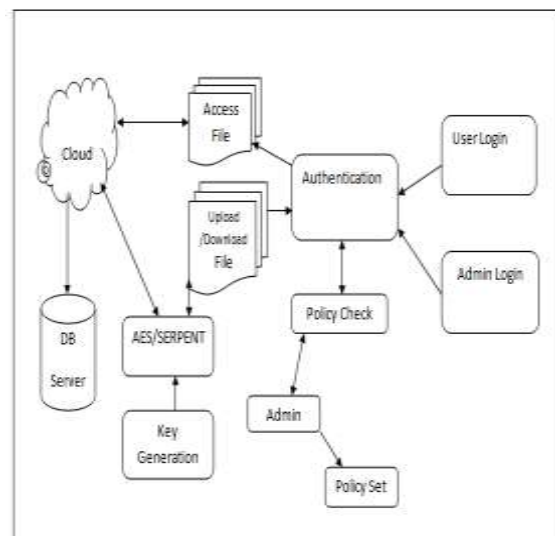 Access
File
Cloud
User Login
Authentication
Upload
/Download
File
Admin Login
DB
Server
AES/SERPENT
Policy Check
Key
Generation
Admin
Policy Set